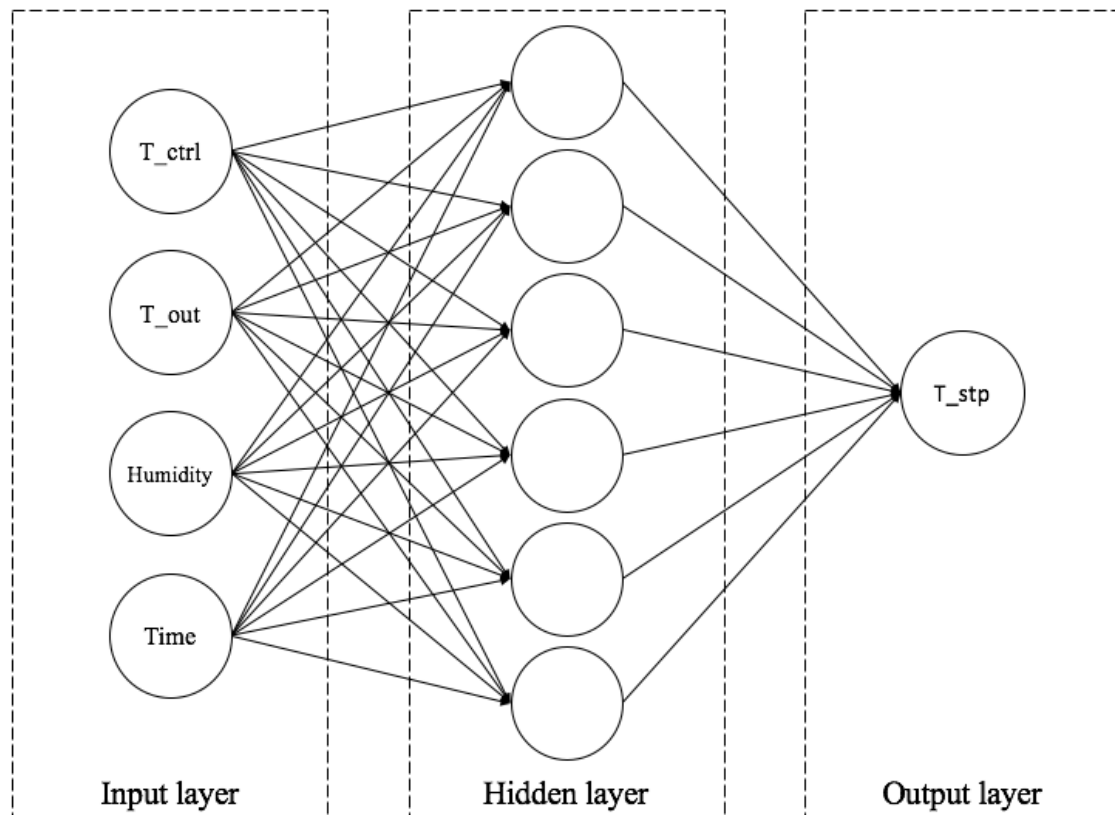 T_ctrl
T_out
Humidity
Time
T_stp
Input layer
Hidden layer
Output layer